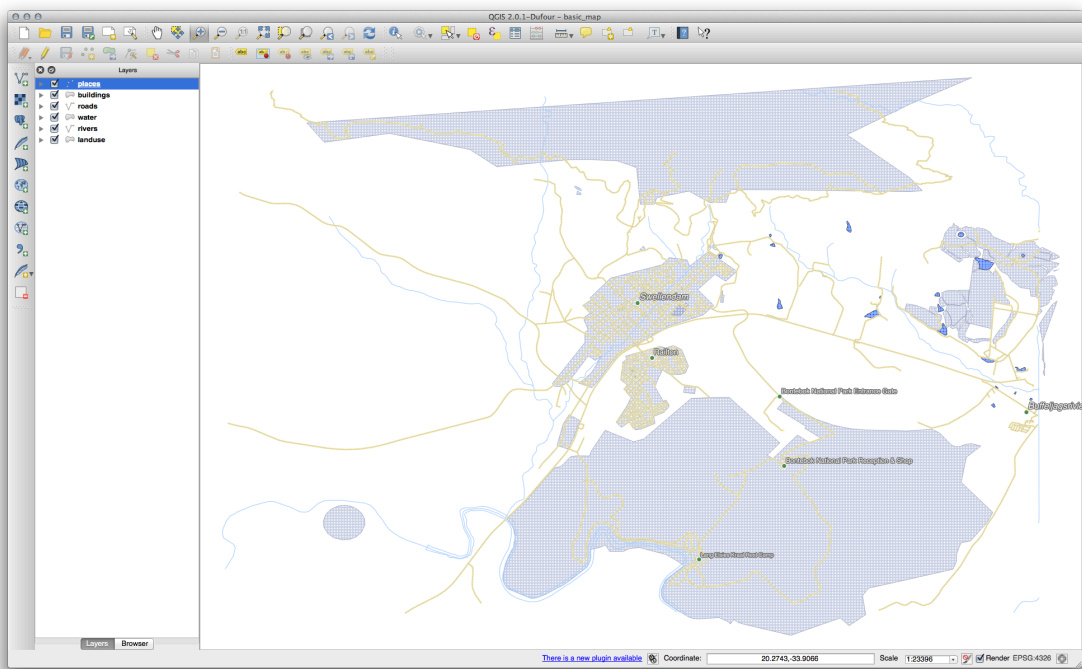 QGIS 2.0.1-Dufour - basic_map
Layers
places
buildings
roads
water
rivers
landuse
Swellendam
Railton
Bontebok National Park Entrance Gate
Bontebok National Park Reception & Shop
Lang Elsies Kraal Rest Camp
Layers
Browser
There is a new plugin available
Coordinate:
20.2743,-33.9066
Scale
1:23396
Render
EPSG:4326